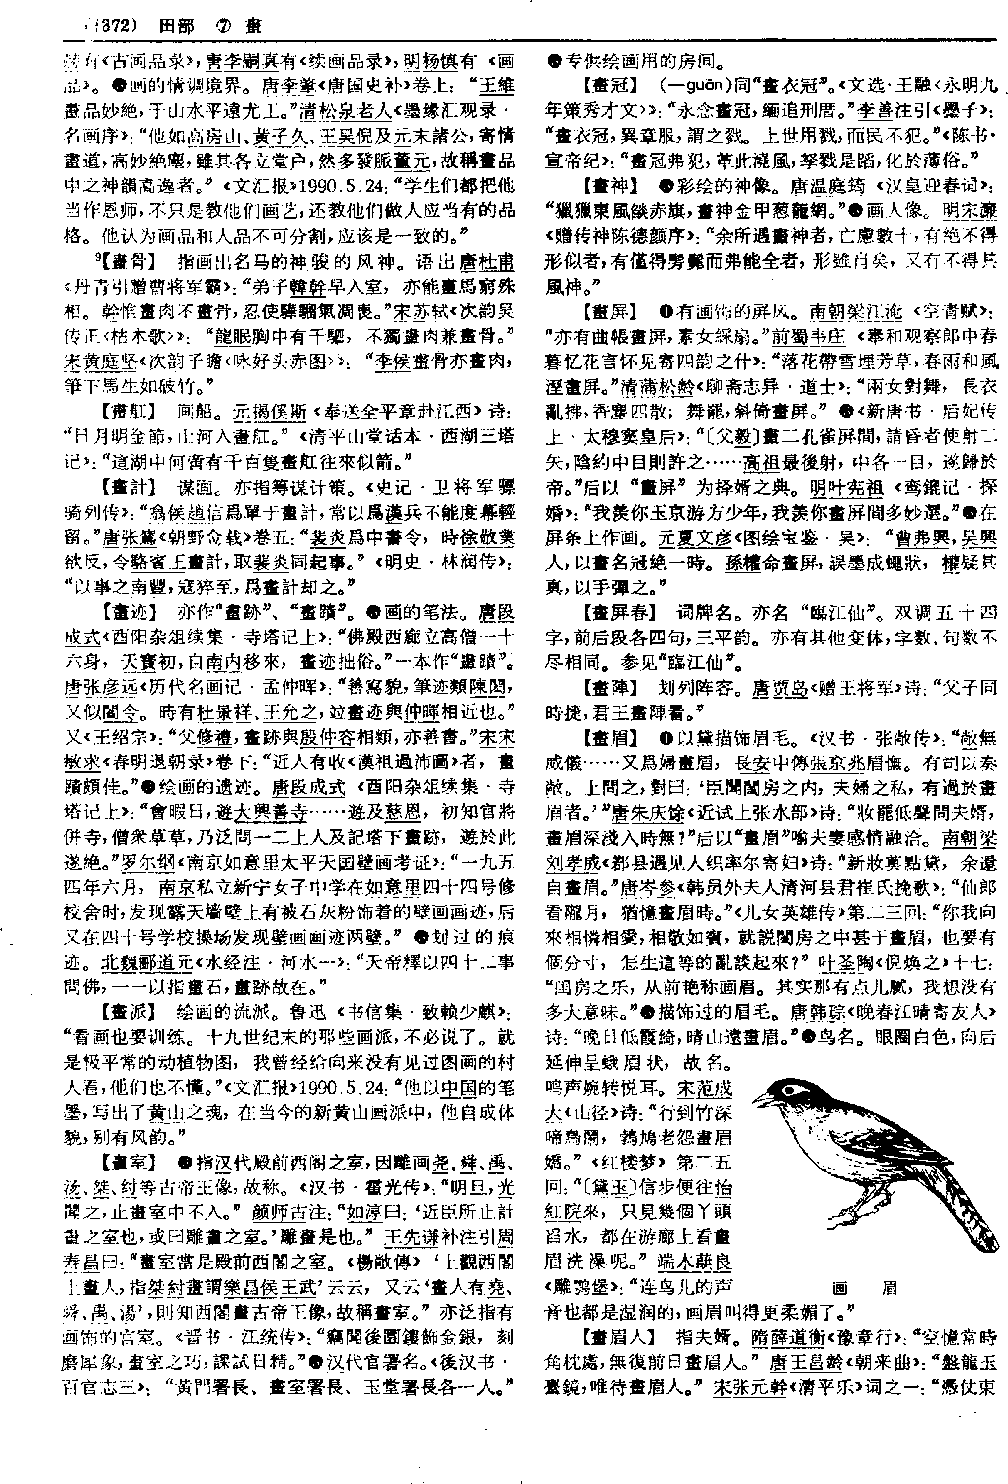 (1372) 田部 ⑦ 畫
有《古画品录》，唐李嗣真有《续画品录》，明杨慎有《画
品》。❷画的情调境界。唐李肇《唐国史补》卷上：“王维
畫品妙絶，于山水平遠尤工。”清松泉老人《墨缘汇观录·
名画序》：“他如高房山、黄子久、王吴倪及元末諸公，寄情
畫道，高妙絶塵，雖其各立堂户，然多發脈董元，故稱畫品
中之神韻高逸者。”《文汇报》1990.5.24：“学生们都把他
当作恩师，不只是教他们画艺，还教他们做人应当有的品
格。他认为画品和人品不可分割，应该是一致的。”
【畫骨】 指画出名马的神骏的风神。语出唐杜甫
《丹青引赠曹将军霸》：“弟子韓幹早入室，亦能畫馬窮殊
相。幹惟畫肉不畫骨，忍使驊騮氣凋喪。”宋苏轼《次韵吴
传正〈枯木歌〉》：“龍眠胸中有千駟，不獨畫肉兼畫骨。”
宋黄庭坚《次韵子瞻〈咏好头赤图〉》：“李侯畫骨亦畫肉，
筆下馬生如破竹。”
【畫舡】 画船。元揭傒斯《奉送全平章赴江西》诗：
“日月明金節，山河入畫舡。”《清平山堂话本·西湖三塔
记》：“這湖中何嘗有千百隻畫舡往來似箭。”
【畫計】 谋画。亦指筹谋计策。《史记·卫将军骠
骑列传》：“翕侯趙信爲單于畫計，常以爲漢兵不能度幕輕
留。”唐张鷟《朝野佥载》卷五：“裴炎爲中書令，時徐敬業
欲反，令駱賓王畫計，取裴炎同起事。”《明史·林润传》：
“以事之南豐，寇猝至，爲畫計却之。”
【畫迹】 亦作“畫跡”、“畫蹟”。❶画的笔法。唐段
成式《酉阳杂俎续集·寺塔记上》：“佛殿西廊立高僧一十
六身，天寶初，自南内移來，畫迹拙俗。”一本作“畫蹟”。
唐张彦远《历代名画记·孟仲晖》：“善寫貌，筆迹類陳闳，
又似閻令。時有杜景祥、王允之，竝畫迹與仲暉相近也。”
又《王绍宗》：“父修禮，畫跡與殷仲容相類，亦善書。”宋宋
敏求《春明退朝录》卷下：“近人有收《漢祖過沛圖》者，畫
蹟頗佳。”❷绘画的遗迹。唐段成式《酉阳杂俎续集·寺
塔记上》：“會暇日，遊大興善寺……遊及慈恩，初知官將
併寺，僧衆草草，乃泛問一二上人及記塔下畫跡，遊於此
遂絶。”罗尔纲《南京如意里太平天囯壁画考证》：“一九五
四年六月，南京私立新宁女子中学在如意里四十四号修
校舍时，发现露天墙壁上有被石灰粉饰着的壁画画迹，后
又在四十号学校操场发现壁画画迹两壁。”❸划过的痕
迹。北魏郦道元《水经注·河水一》：“天帝釋以四十二事
問佛，一一以指畫石，畫跡故在。”
【畫派】 绘画的流派。鲁迅《书信集·致赖少麒》：
“看画也要训练。十九世纪末的那些画派，不必说了。就
是极平常的动植物图，我曾经给向来没有见过图画的村
人看，他们也不懂。”《文汇报》1990.5.24：“他以中国的笔
墨，写出了黄山之魂，在当今的新黄山画派中，他自成体
貌，别有风韵。”
【畫室】 ❶指汉代殿前西阁之室，因雕画尧、舜、禹、
汤、桀、纣等古帝王像，故称。《汉书·霍光传》：“明旦，光
聞之，止畫室中不入。”颜师古注：“如淳曰：‘近臣所止計
畫之室也，或曰雕畫之室。’雕畫是也。”王先谦补注引周
寿昌曰：“畫室當是殿前西閣之室。《楊敞傳》‘上觀西閣
上畫人，指桀紂畫謂樂昌侯王武’云云，又云‘畫人有堯、
舜、禹、湯’，則知西閣畫古帝王像，故稱畫室。”亦泛指有
画饰的宫室。《晋书·江统传》：“竊聞後園鏤飾金銀，刻
磨犀象，畫室之巧，課試日精。”❷汉代官署名。《後汉书·
百官志三》：“黄門署長、畫室署長、玉堂署長各一人。”
❸专供绘画用的房间。
【畫冠】 （—guān）同“畫衣冠”。《文选·王融〈永明九
年策秀才文〉》：“永念畫冠，緬追刑厝。”李善注引《墨子》：
“畫衣冠，異章服，謂之戮。上世用戮，而民不犯。”《陈书·
宣帝纪》：“畫冠弗犯，革此澆風，孥戮是蹈，化於薄俗。”
【畫神】 ❶彩绘的神像。唐温庭筠《汉皇迎春词》：
“獵獵東風燄赤旗，畫神金甲葱龍網。”❷画人像。明宋濂
《赠传神陈德颜序》：“余所遇畫神者，亡慮數十，有绝不得
形似者，有僅得髣髴而弗能全者，形迹肖矣，又有不得其
風神。”
【畫屏】 ❶有画饰的屏风。南朝梁江淹《空青赋》：
“亦有曲帳畫屏，素女綵扇。”前蜀韦庄《奉和观察郎中春
暮忆花言怀见寄四韵之什》：“落花帶雪埋芳草，春雨和風
溼畫屏。”清蒲松龄《聊斋志异·道士》：“兩女對舞，長衣
亂拂，香塵四散；舞罷，斜倚畫屏。”❷《新唐书·后妃传
上·太穆窦皇后》：“〔父毅〕畫二孔雀屏間，請昏者使射二
矢，陰約中目則許之……高祖最後射，中各一目，遂歸於
帝。”后以“畫屏”为择婿之典。明叶宪祖《鸾鎞记·探
婚》：“我羡你玉京游方少年，我羡你畫屏間多妙選。”❸在
屏条上作画。元夏文彦《图绘宝鉴·吴》：“曹弗興，吴興
人，以畫名冠絶一時。孫權命畫屏，誤墨成蠅狀，權疑其
真，以手彈之。”
【畫屏春】 词牌名。亦名“臨江仙”。双调五十四
字，前后段各四句，三平韵。亦有其他变体，字数、句数不
尽相同。参见“臨江仙”。
【畫陣】 划列阵容。唐贾岛《赠王将军》诗：“父子同
時捷，君王畫陣看。”
【畫眉】 ❶以黛描饰眉毛。《汉书·张敞传》：“敞無
威儀……又爲婦畫眉，長安中傳張京兆眉憮。有司以奏
敞。上問之，對曰：‘臣聞閨房之内，夫婦之私，有過於畫
眉者。’”唐朱庆馀《近试上张水部》诗：“妝罷低聲問夫婿，
畫眉深淺入時無？”后以“畫眉”喻夫妻感情融洽。南朝梁
刘孝威《鄀县遇见人织率尔寄妇》诗：“新妝莫點黛，余還
自畫眉。”唐岑参《韩员外夫人清河县君崔氏挽歌》：“仙郎
看隴月，猶憶畫眉時。”《儿女英雄传》第二三回：“你我向
來相憐相愛，相敬如賓，就説閨房之中甚于畫眉，也要有
個分寸，怎生這等的亂談起來？”叶圣陶《倪焕之》十七：
“闺房之乐，从前艳称画眉。其实那有点儿腻，我想没有
多大意味。”❷描饰过的眉毛。唐韩琮《晚春江晴寄友人》
诗：“晚日低霞綺，晴山遠畫眉。”❸鸟名。眼圈白色，向后
延伸呈蛾眉状，故名。
鸣声婉转悦耳。宋范成
大《山径》诗：“行到竹深
啼鳥鬧，鵓鳩老怨畫眉
嬌。”《红楼梦》第二五
回：“〔黛玉〕信步便往怡
紅院來，只見幾個丫頭
舀水，都在游廊上看畫
眉洗澡呢。”端木蕻良
《雕鹗堡》：“连鸟儿的声
画 眉
音也都是湿润的，画眉叫得更柔媚了。”
【畫眉人】 指夫婿。隋薛道衡《豫章行》：“空憶常時
角枕處，無復前日畫眉人。”唐王昌龄《朝来曲》：“盤龍玉
臺鏡，唯待畫眉人。”宋张元幹《清平乐》词之一：“憑仗東